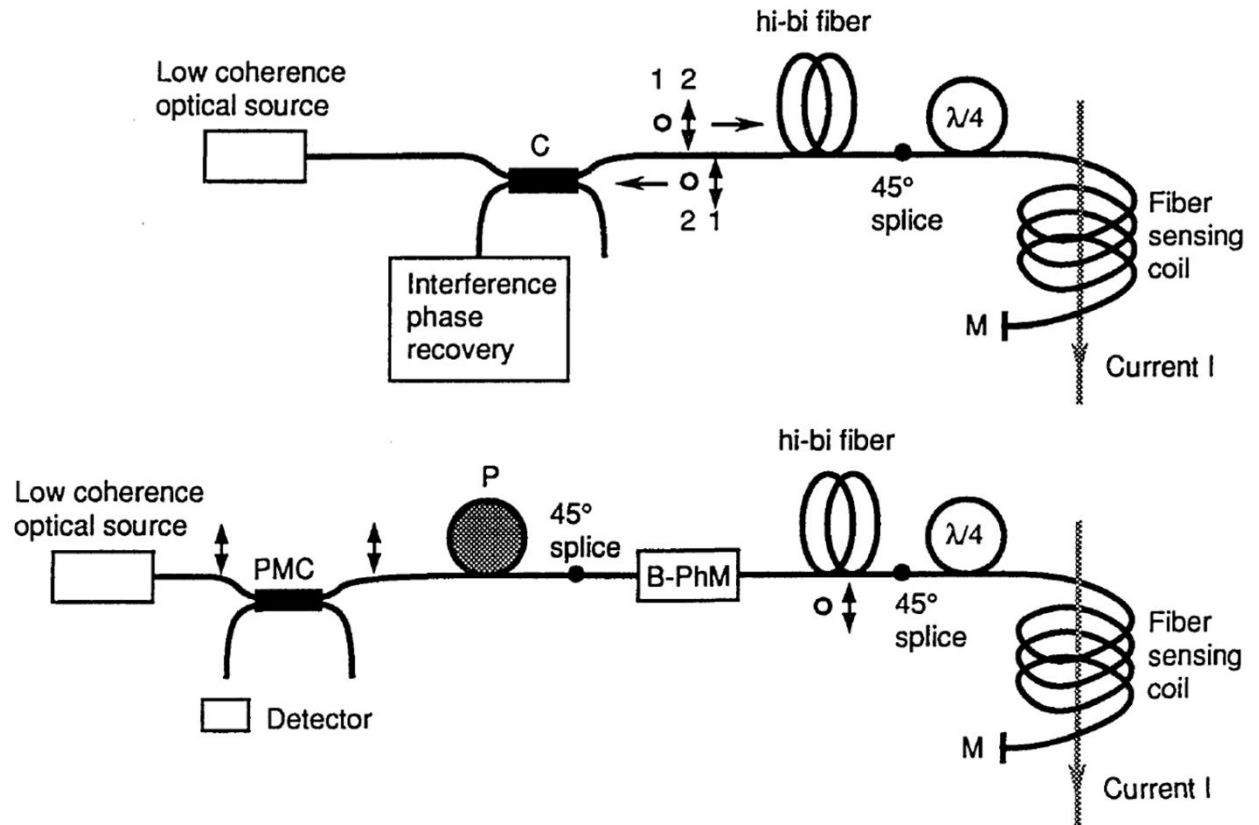 hi-bi fiber
Low coherence
optical source
1 2
λ/4
C
2 1
45°
splice
Fiber
sensing
coil
Interference
phase
recovery
M
Current I
hi-bi fiber
P
Low coherence
optical source
45°
splice
λ/4
PMC
B-PhM
45°
splice
Fiber
sensing
coil
Detector
M
Current I